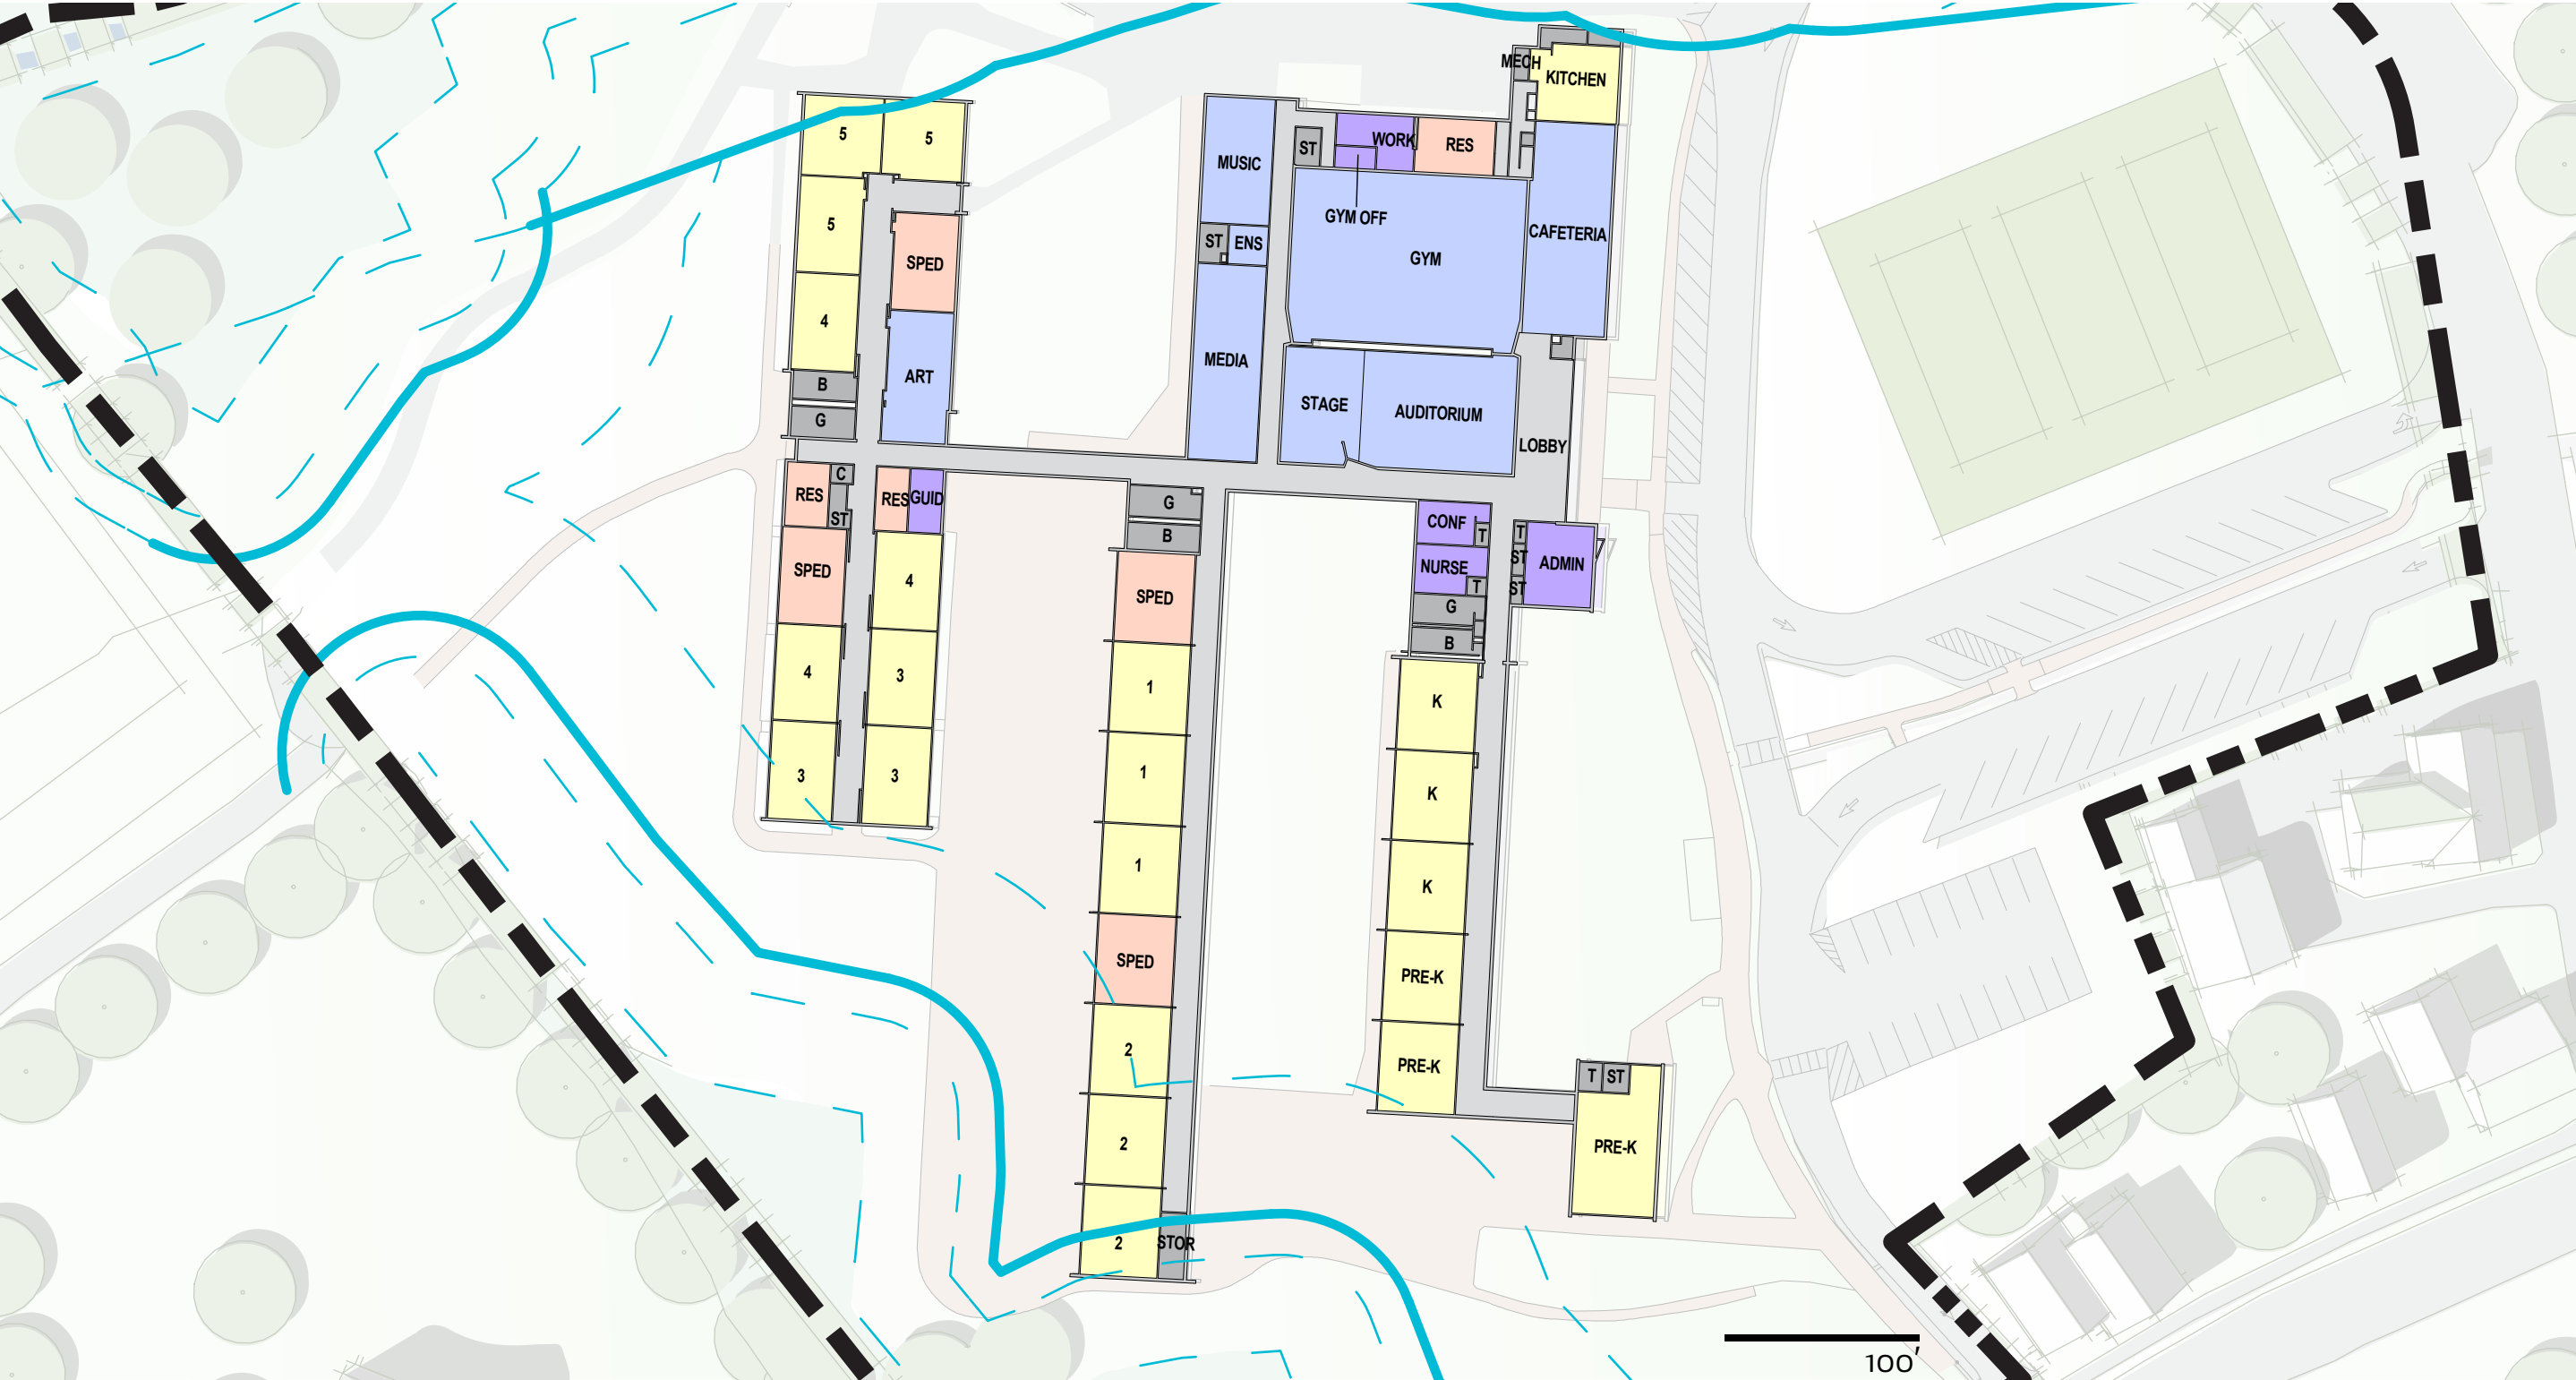 MECH
KITCHEN
5
5
MUSIC
ST
WORK
RES
5
GYM OFF
CAFETERIA
ST
ENS
GYM
SPED
4
MEDIA
ART
B
STAGE
AUDITORIUM
G
LOBBY
C
RES
RES
GUID
ST
G
B
CONF
T
T
ST
ADMIN
NURSE
T
ST
G
B
SPED
4
SPED
4
3
1
K
3
3
1
K
1
K
SPED
PRE-K
2
PRE-K
T
ST
2
PRE-K
2
STOR
100'